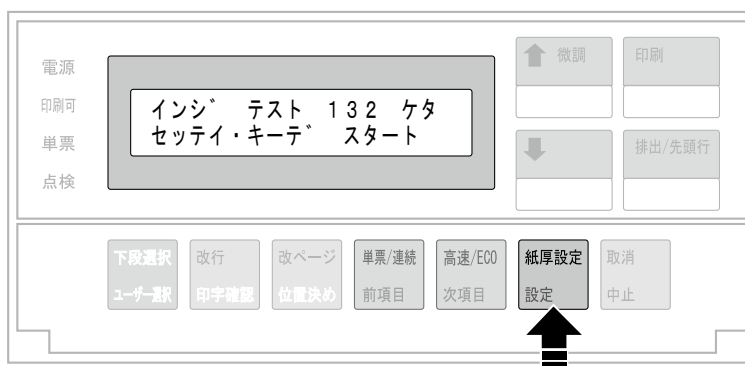 電源
印刷可
単票
点検
インシ゛ テスト 132 ケタ
セッテイ・キーデ スタート
微調
印刷
排出/先頭行
下段選択
改行
改ページ
単票/連続
高速/ECO
紙厚設定
取消
ユーザー選択
印字確認
位置決め
前項目
次項目
設定
中止